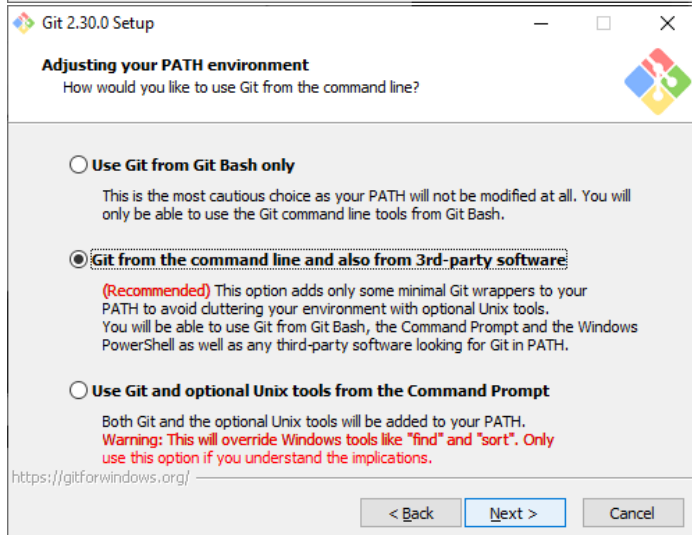 Git 2.30.0 Setup
Adjusting your PATH environment
How would you like to use Git from the command line?
Use Git from Git Bash only
This is the most cautious choice as your PATH will not be modified at all. You will
only be able to use the Git command line tools from Git Bash.
Git from the command line and also from 3rd-party software
(Recommended) This option adds only some minimal Git wrappers to your
PATH to avoid cluttering your environment with optional Unix tools.
You will be able to use Git from Git Bash, the Command Prompt and the Windows
PowerShell as well as any third-party software looking for Git in PATH.
Use Git and optional Unix tools from the Command Prompt
Both Git and the optional Unix tools will be added to your PATH.
Warning: This will override Windows tools like "find" and "sort". Only
use this option if you understand the implications.
https://gitforwindows.org/
< Back Next > Cancel